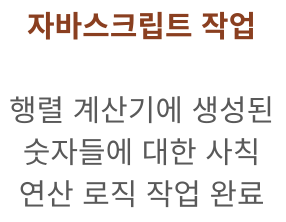 자바스크립트 작업
행렬 계산기에 생성된
숫자들에 대한 사칙
연산 로직 작업 완료